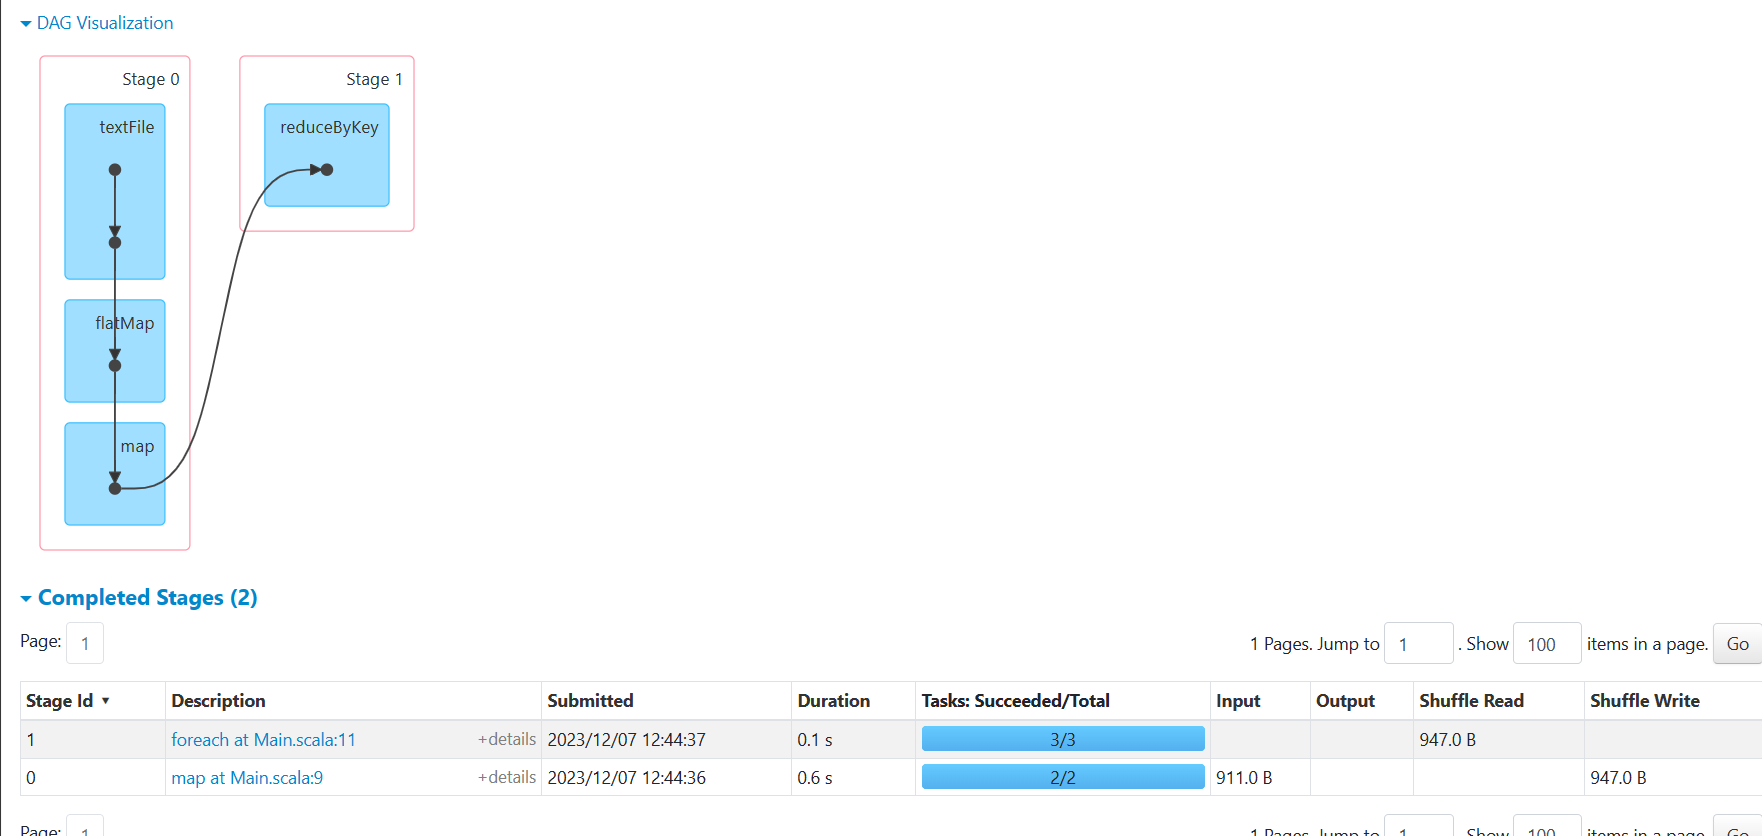 DAG Visualization
Stage 0
Stage 1
textFile
reduceByKey
flatMap
map
Completed Stages (2)
Page: 1
1 Pages. Jump to 1 . Show 100 items in a page. Go
Stage Id ▾ Description Submitted Duration Tasks: Succeeded/Total Input Output Shuffle Read Shuffle Write
1 foreach at Main.scala:11 +details 2023/12/07 12:44:37 0.1 s 3/3 947.0 B
0 map at Main.scala:9 +details 2023/12/07 12:44:36 0.6 s 2/2 911.0 B 947.0 B
Page: 1
1 Pages. Jump to 1 . Show 100 items in a page. Go